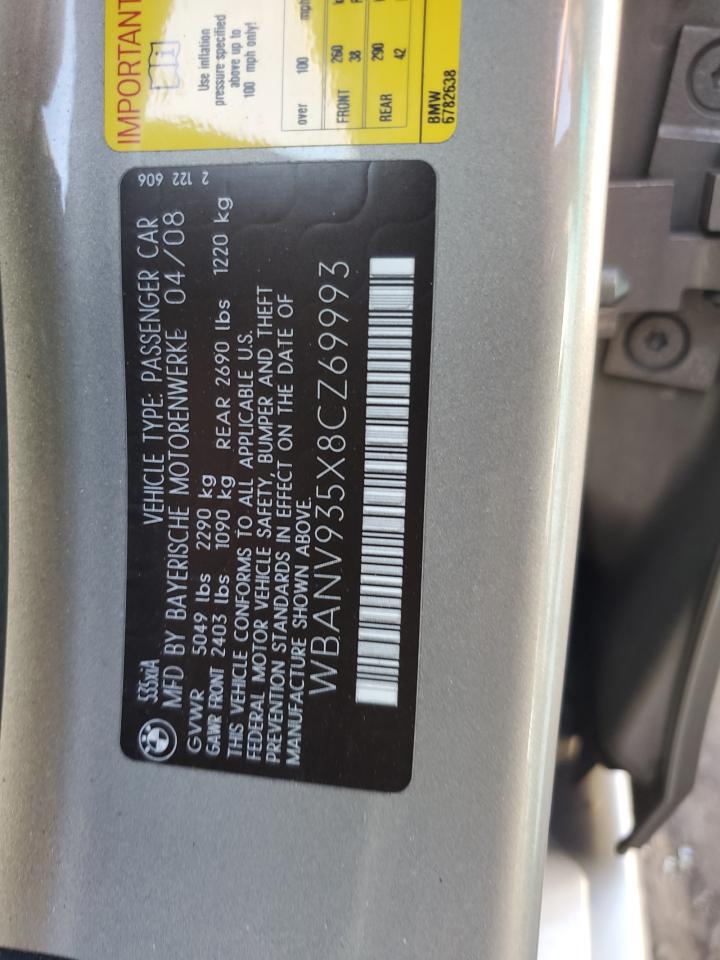 535xiA VEHICLE TYPE: PASSENGER CAR
MFD BY BAYERISCHE MOTORENWERKE 04/08
GVWR 5049 lbs 2290 kg
GAWR FRONT 2403 lbs 1090 kg REAR 2690 lbs 1220 kg
THIS VEHICLE CONFORMS TO ALL APPLICABLE U.S.
FEDERAL MOTOR VEHICLE SAFETY, BUMPER AND THEFT
PREVENTION STANDARDS IN EFFECT ON THE DATE OF
MANUFACTURE SHOWN ABOVE.
WBANV935X8CZ69993
2 122 606
IMPORTANT
Use inflation
pressure specified
above up to
100 mph only!
over 100 mph
FRONT 260
38
REAR 290
42
BMW
6782638